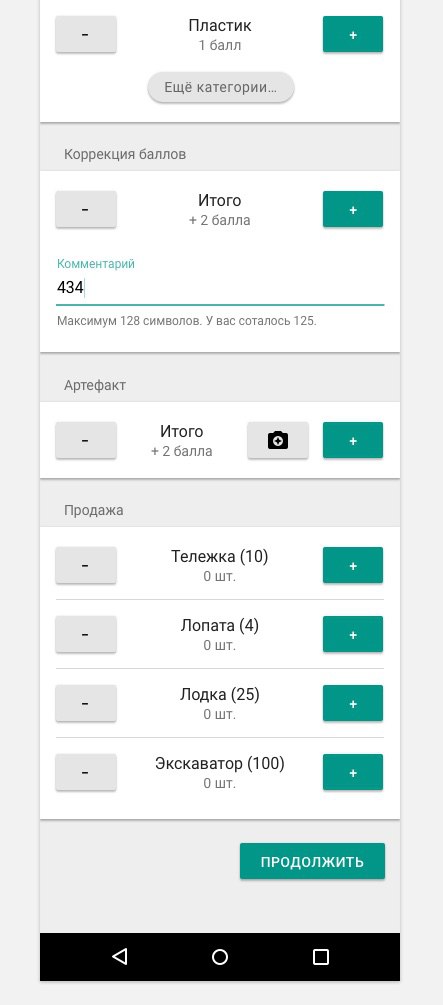 Пластик
- +
1 балл
Ещё категории…
Коррекция баллов
Итого
- +
+ 2 балла
Комментарий
434
Максимум 128 символов. У вас соталось 125.
Артефакт
Итого
- +
+ 2 балла
Продажа
Тележка (10)
- +
0 шт.
Лопата (4)
- +
0 шт.
Лодка (25)
- +
0 шт.
Экскаватор (100)
- +
0 шт.
ПРОДОЛЖИТЬ